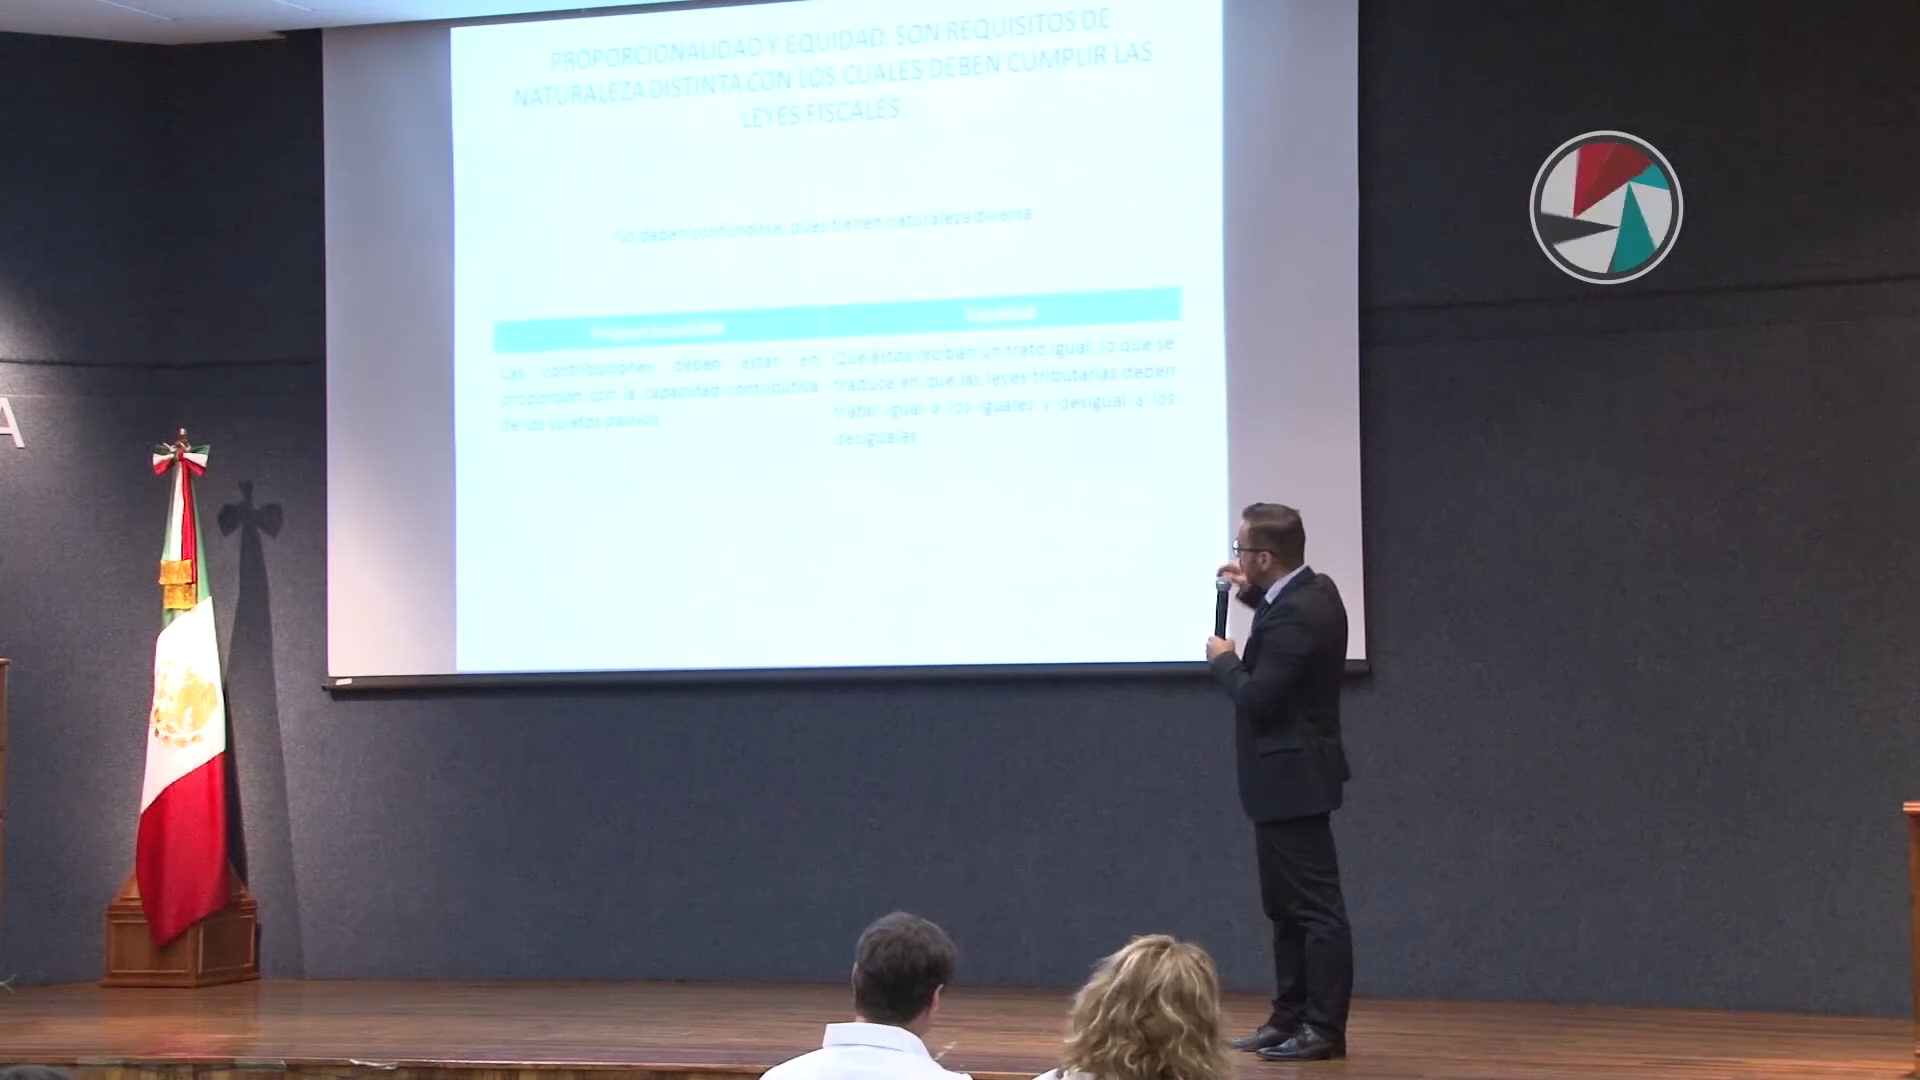 PROPORCIONALIDAD Y EQUIDAD. SON REQUISITOS DE
NATURALEZA DISTINTA CON LOS CUALES DEBEN CUMPLIR LAS
LEYES FISCALES.
No deben confundirse, pues tienen naturaleza diversa
Proporcionalidad
Equidad
Las contribuciones deben estar en
proporción con la capacidad contributiva
de los sujetos pasivos
Que éstos reciban un trato igual, lo que se
traduce en que las leyes tributarias deben
tratar igual a los iguales y desigual a los
desiguales
A